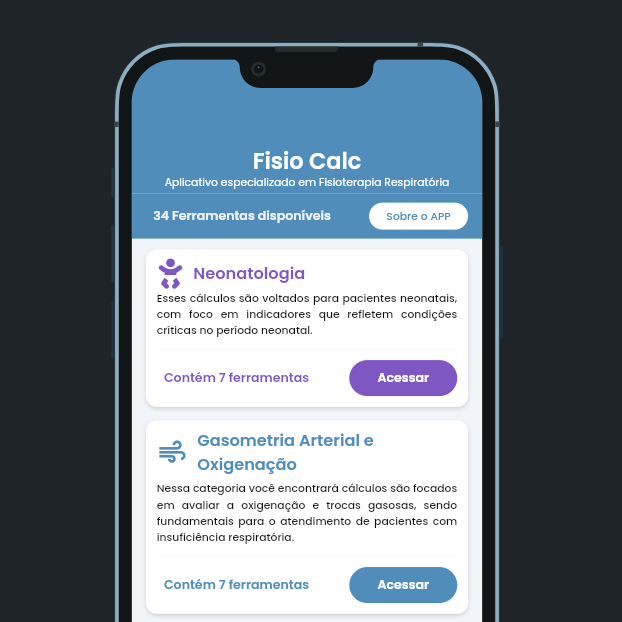 Fisio Calc
Aplicativo especializado em Fisioterapia Respiratória
34 Ferramentas disponíveis
Sobre o APP
Neonatologia
Esses cálculos são voltados para pacientes neonatais,
com foco em indicadores que refletem condições
críticas no período neonatal.
Contém 7 ferramentas
Acessar
Gasometria Arterial e
Oxigenação
Nessa categoria você encontrará cálculos são focados
em avaliar a oxigenação e trocas gasosas, sendo
fundamentais para o atendimento de pacientes com
insuficiência respiratória.
Contém 7 ferramentas
Acessar